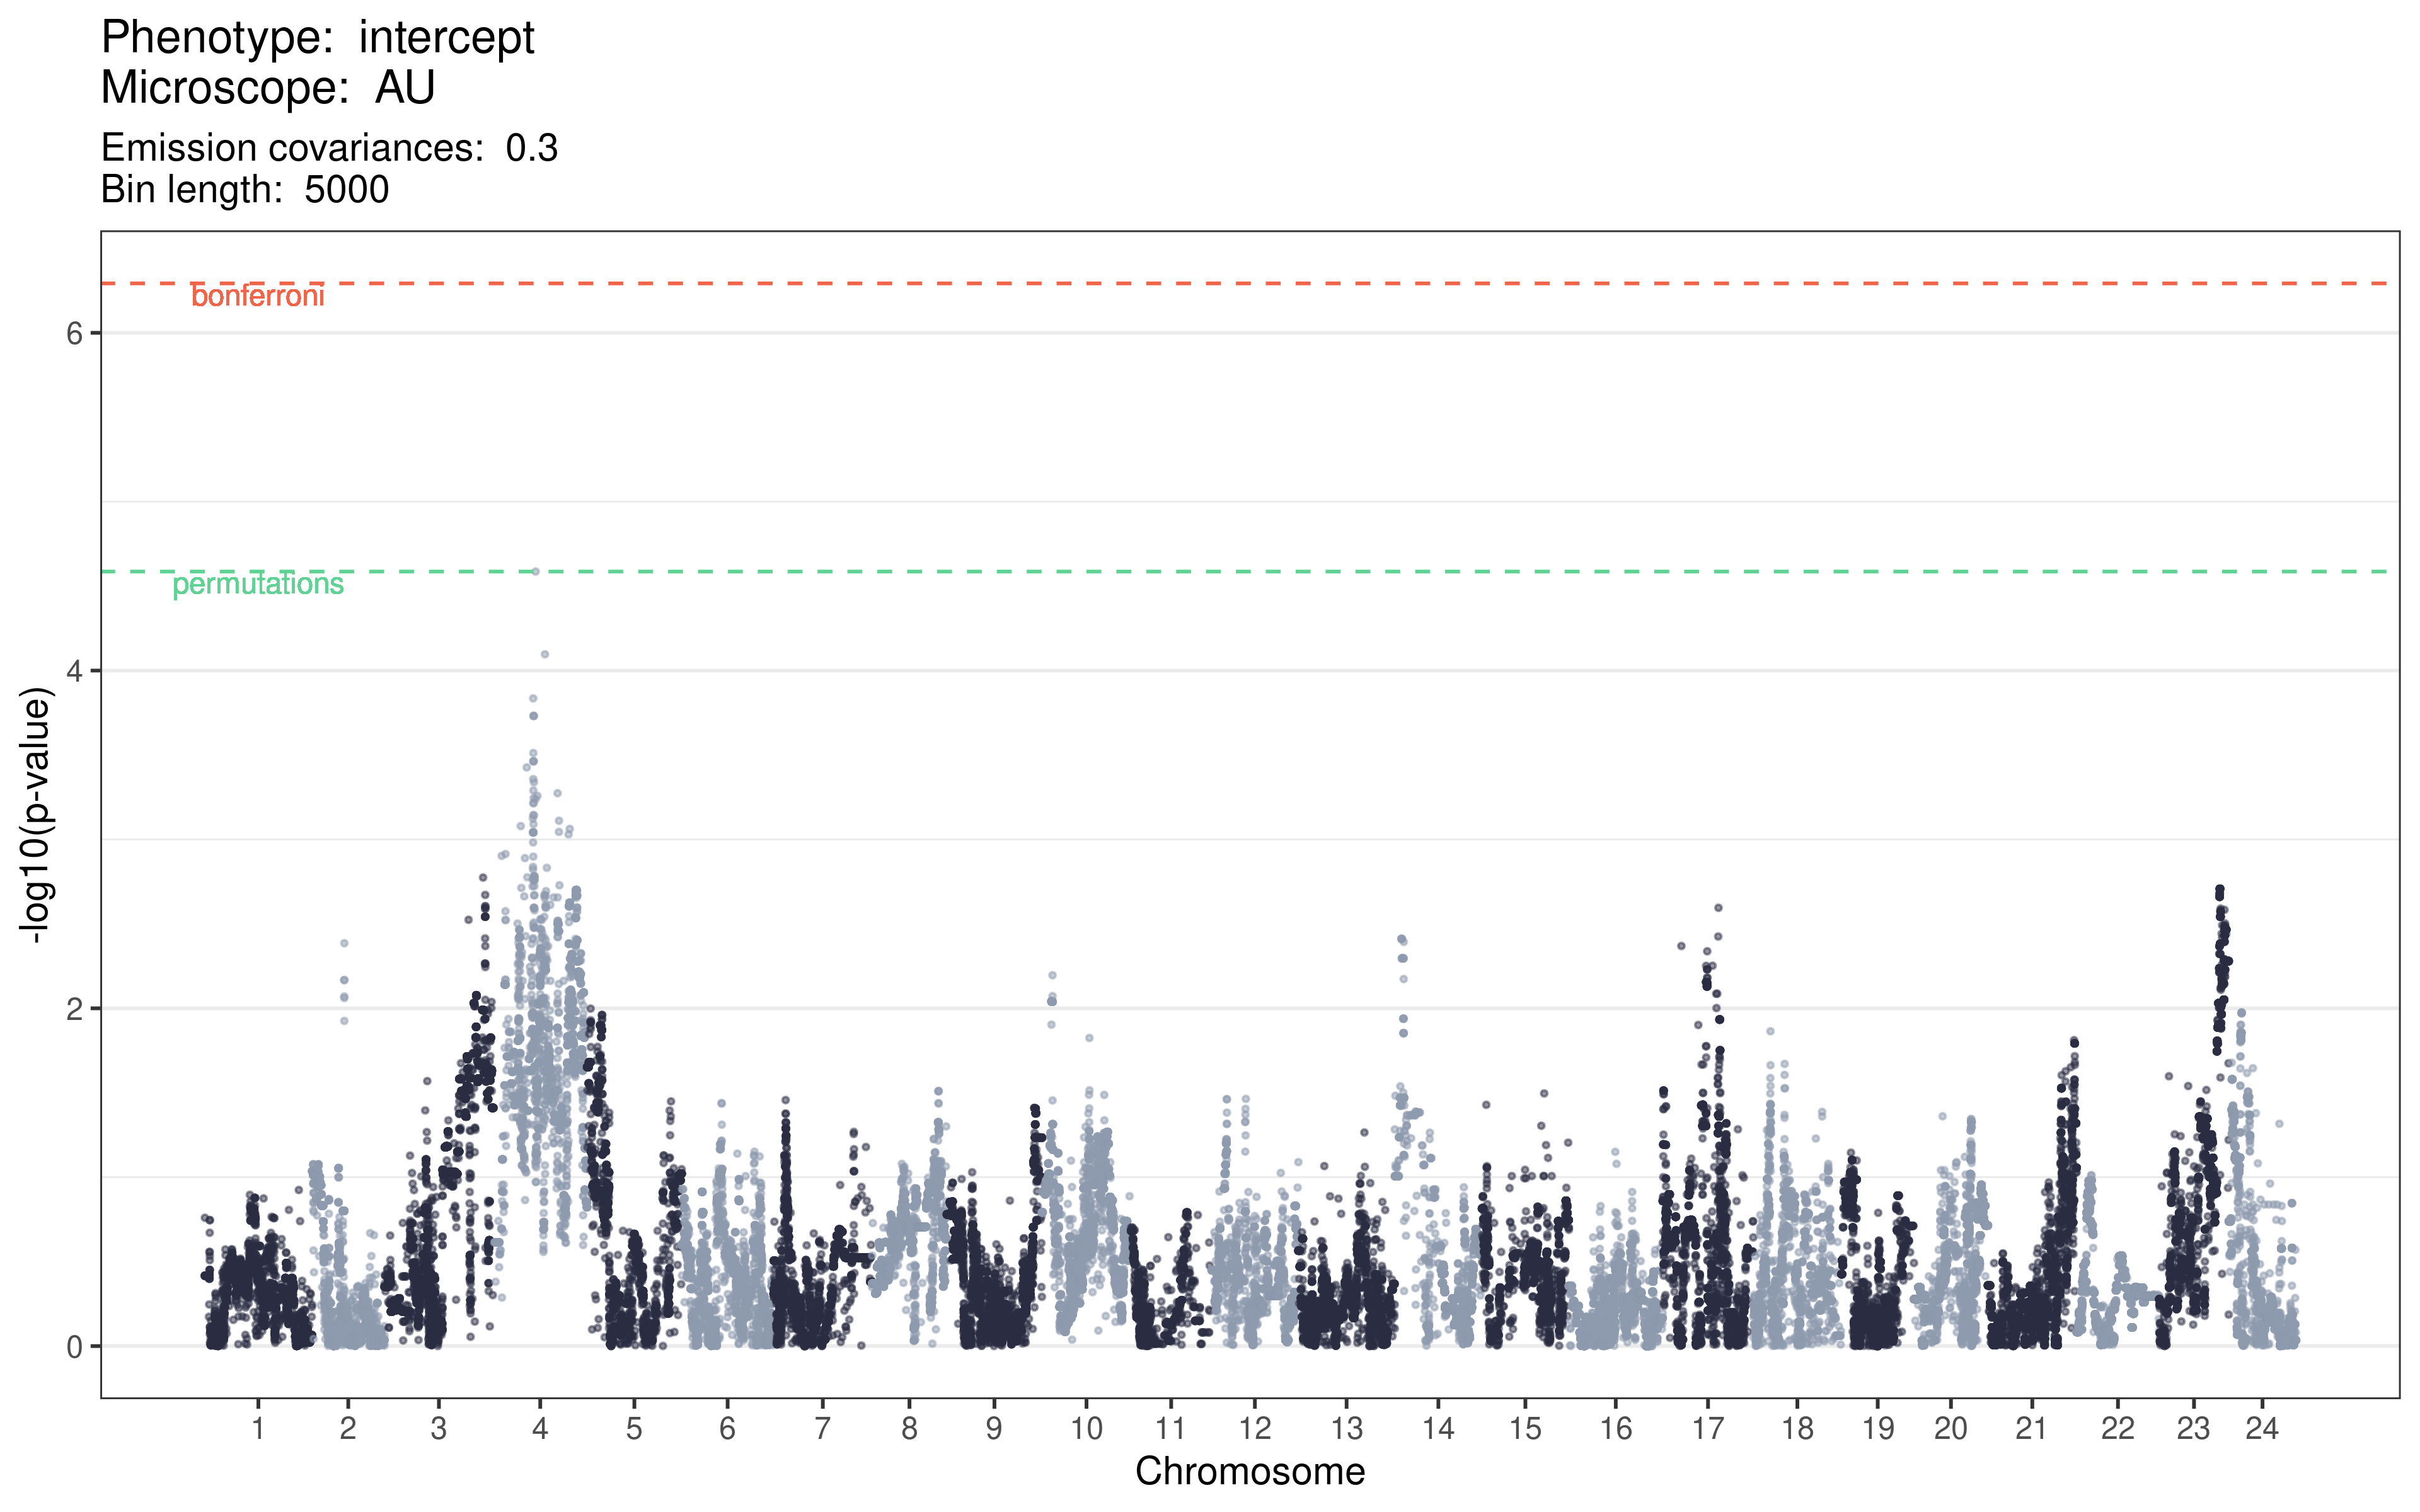 Phenotype: intercept
Microscope: AU
Emission covariances: 0.3
Bin length: 5000
bonferroni
6
permutations
4
-log10(p-value)
2
0
1 2 3 4 5 6 7 8 9 10 11 12 13 14 15 16 17 18 19 20 21 22 23 24
Chromosome